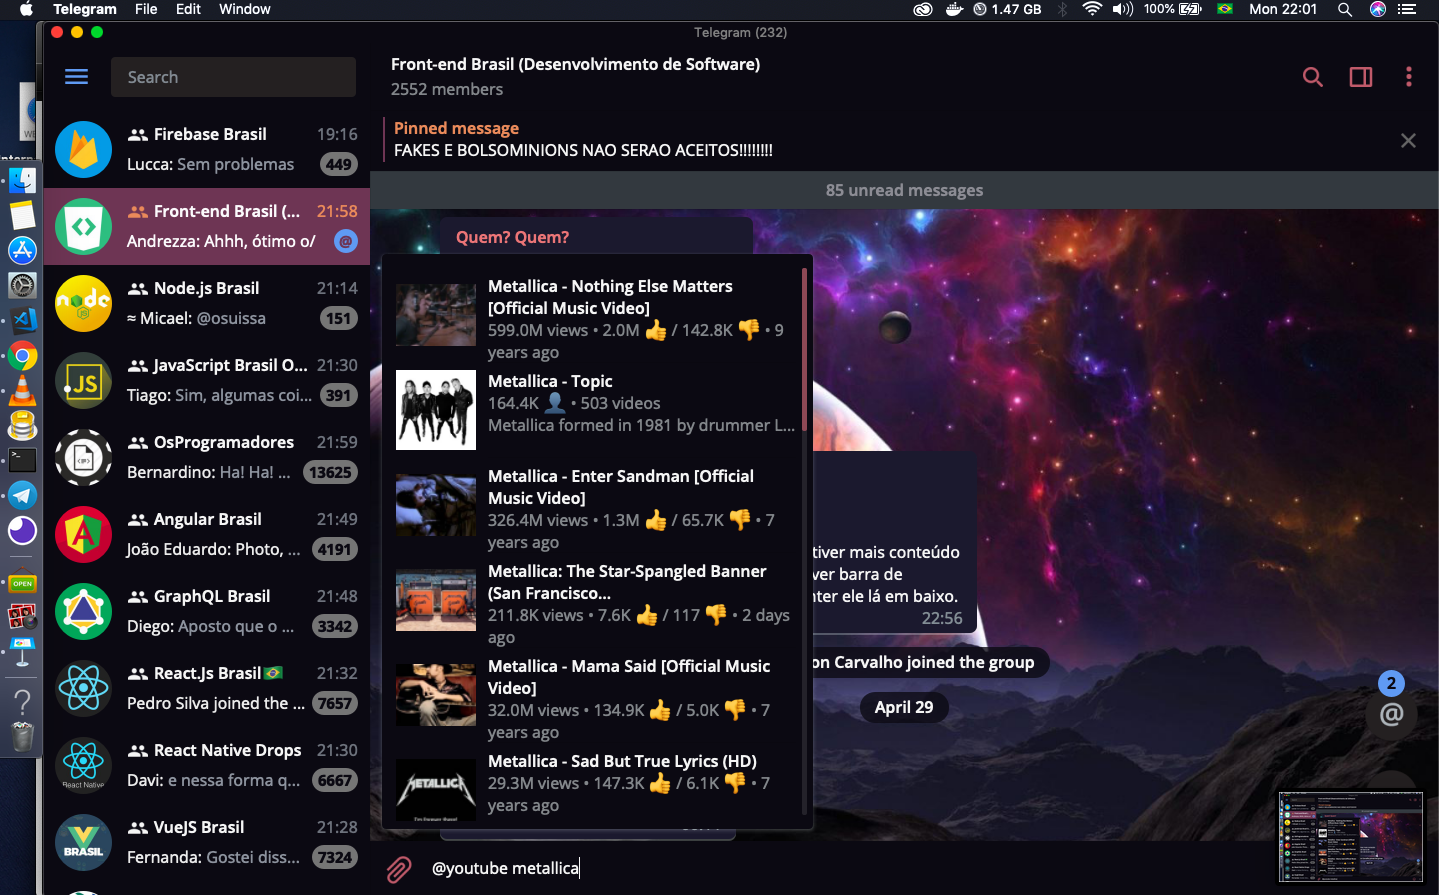 Telegram File Edit Window
1.47 GB 100% Mon 22:01
Telegram (232)
Search
Firebase Brasil 19:16
Lucca: Sem problemas 449
Front-end Brasil (... 21:58
Andrezza: Ahhh, ótimo o/ @
Node.js Brasil 21:14
≈ Micael: @osuissa 151
JavaScript Brasil O... 21:30
Tiago: Sim, algumas coi... 391
OsProgramadores 21:59
Bernardino: Ha! Ha! ... 13625
Angular Brasil 21:49
João Eduardo: Photo, ... 4191
GraphQL Brasil 21:48
Diego: Aposto que o ... 3342
React.Js Brasil🇧🇷 21:32
Pedro Silva joined the ... 7657
React Native Drops 21:30
Davi: e nessa forma q... 6667
VueJS Brasil 21:28
Fernanda: Gostei diss... 7324
node
JS
React Native
BRASIL
OPEN
Front-end Brasil (Desenvolvimento de Software)
2552 members
Pinned message
FAKES E BOLSOMINIONS NAO SERAO ACEITOS!!!!!!!!
85 unread messages
Quem? Quem?
Metallica - Nothing Else Matters
[Official Music Video]
599.0M views • 2.0M 👍 / 142.8K 👎 • 9
years ago
Metallica - Topic
164.4K 👤 • 503 videos
Metallica formed in 1981 by drummer L...
Metallica - Enter Sandman [Official
Music Video]
326.4M views • 1.3M 👍 / 65.7K 👎 • 7
years ago
Metallica: The Star-Spangled Banner
(San Francisco...
211.8K views • 7.6K 👍 / 117 👎 • 2 days
ago
Metallica - Mama Said [Official Music
Video]
32.0M views • 134.9K 👍 / 5.0K 👎 • 7
years ago
Metallica - Sad But True Lyrics (HD)
29.3M views • 147.3K 👍 / 6.1K 👎 • 7
years ago
METALLICA
tiver mais conteúdo
ver barra de
nter ele lá em baixo.
22:56
on Carvalho joined the group
April 29
2
@
@youtube metallica